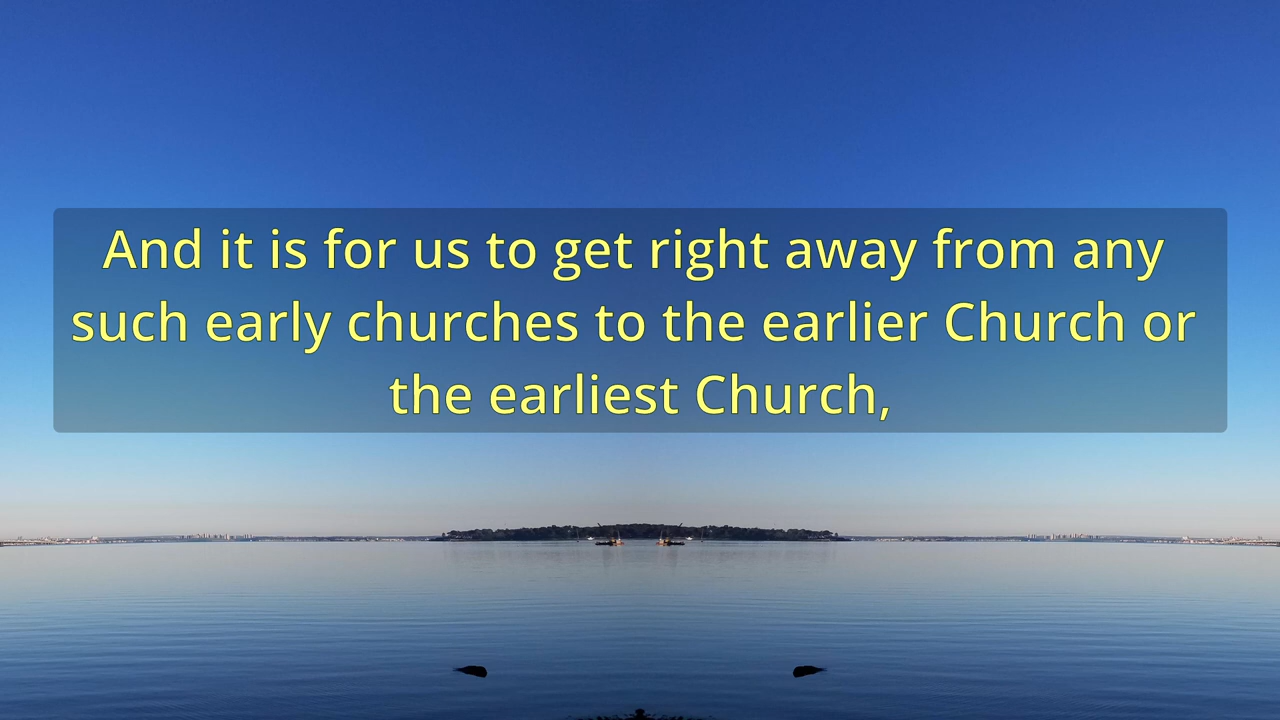 And it is for us to get right away from any
such early churches to the earlier Church or
the earliest Church,